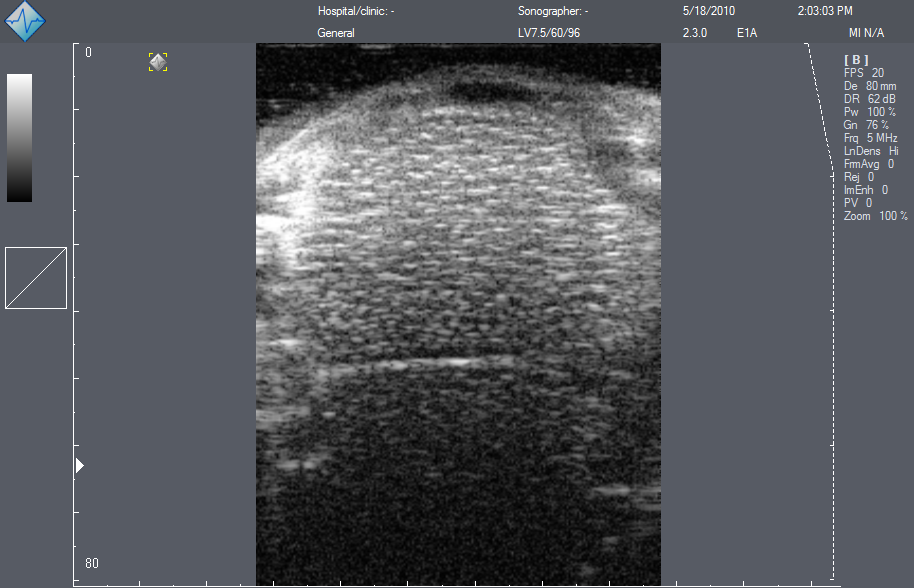 Hospital/clinic: - Sonographer: - 5/18/2010 2:03:03 PM
General LV7.5/60/96 2.3.0 E1A MI N/A
0
[ B ]
FPS 20
De 80 mm
DR 62 dB
Pw 100 %
Gn 76 %
Frq 5 MHz
LnDens Hi
FrmAvg 0
Rej 0
ImEnh 0
PV 0
Zoom 100 %
80